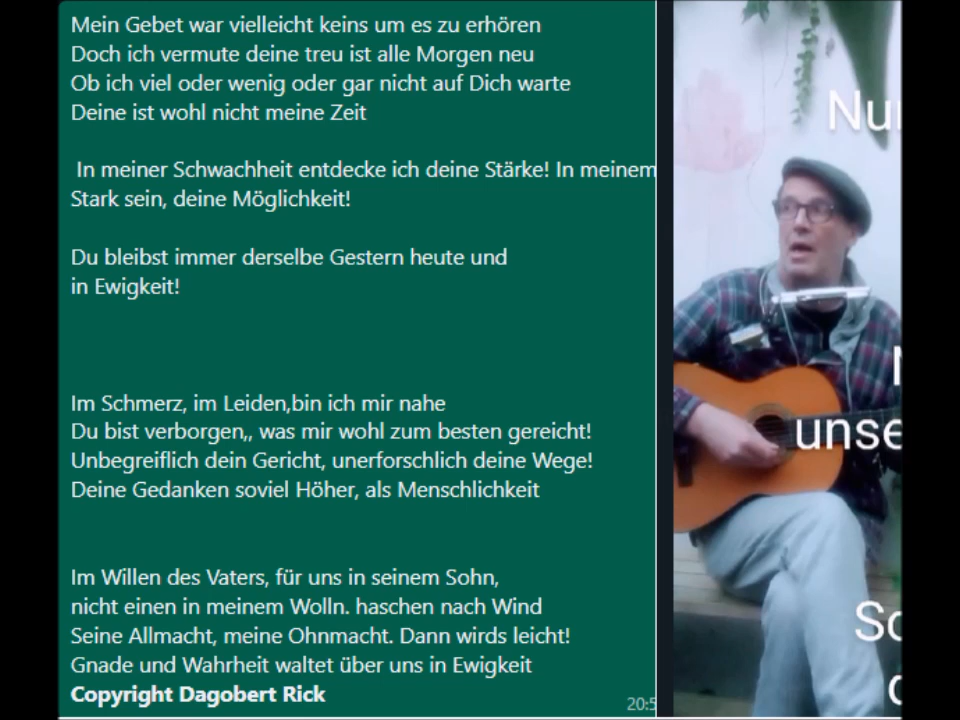 Mein Gebet war vielleicht keins um es zu erhören
Doch ich vermute deine treu ist alle Morgen neu
Ob ich viel oder wenig oder gar nicht auf Dich warte
Deine ist wohl nicht meine Zeit
In meiner Schwachheit entdecke ich deine Stärke! In meinem
Stark sein, deine Möglichkeit!
Du bleibst immer derselbe Gestern heute und
in Ewigkeit!
Im Schmerz, im Leiden,bin ich mir nahe
Du bist verborgen,, was mir wohl zum besten gereicht!
Unbegreiflich dein Gericht, unerforschlich deine Wege!
Deine Gedanken soviel Höher, als Menschlichkeit
Im Willen des Vaters, für uns in seinem Sohn,
nicht einen in meinem Wolln. haschen nach Wind
Seine Allmacht, meine Ohnmacht. Dann wirds leicht!
Gnade und Wahrheit waltet über uns in Ewigkeit
Copyright Dagobert Rick